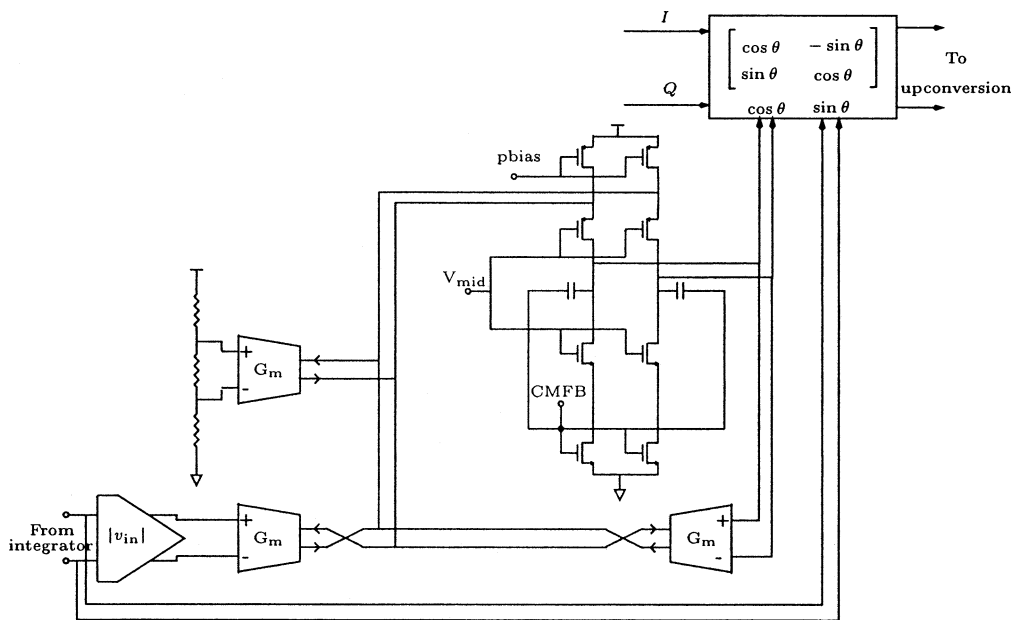 I
cos θ − sin θ
sin θ cos θ
To
upconversion
Q
cos θ sin θ
pbias
V_mid
+
G_m
-
CMFB
From
integrator
|v_in|
+
G_m
-
+
G_m
-